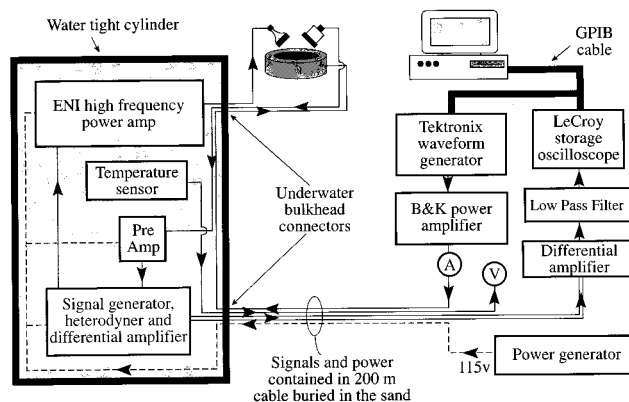 Water tight cylinder
GPIB
cable
ENI high frequency
power amp
Tektronix
waveform
generator
LeCroy
storage
oscilloscope
Temperature
sensor
Underwater
bulkhead
connectors
B&K power
amplifier
Low Pass Filter
Pre
Amp
A
V
Differential
amplifier
Signal generator,
heterodyner and
differential amplifier
Signals and power
contained in 200 m
cable buried in the sand
115v
Power generator